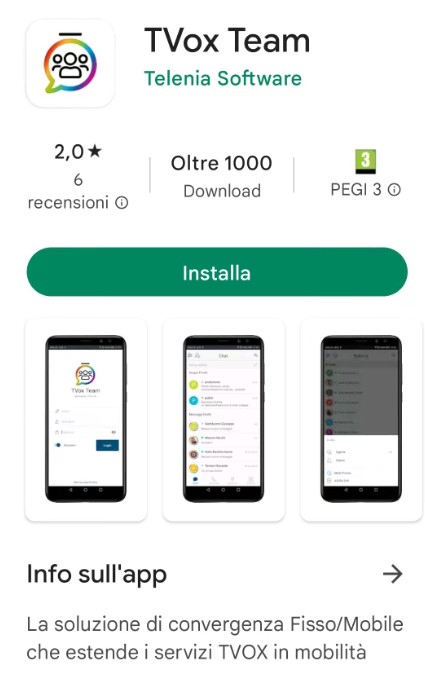 TVox Team
Telenia Software
2,0★
6
recensioni
Oltre 1000
Download
3
PEGI 3
Installa
TVox Team
Chat
Info sull'app
La soluzione di convergenza Fisso/Mobile
che estende i servizi TVOX in mobilità